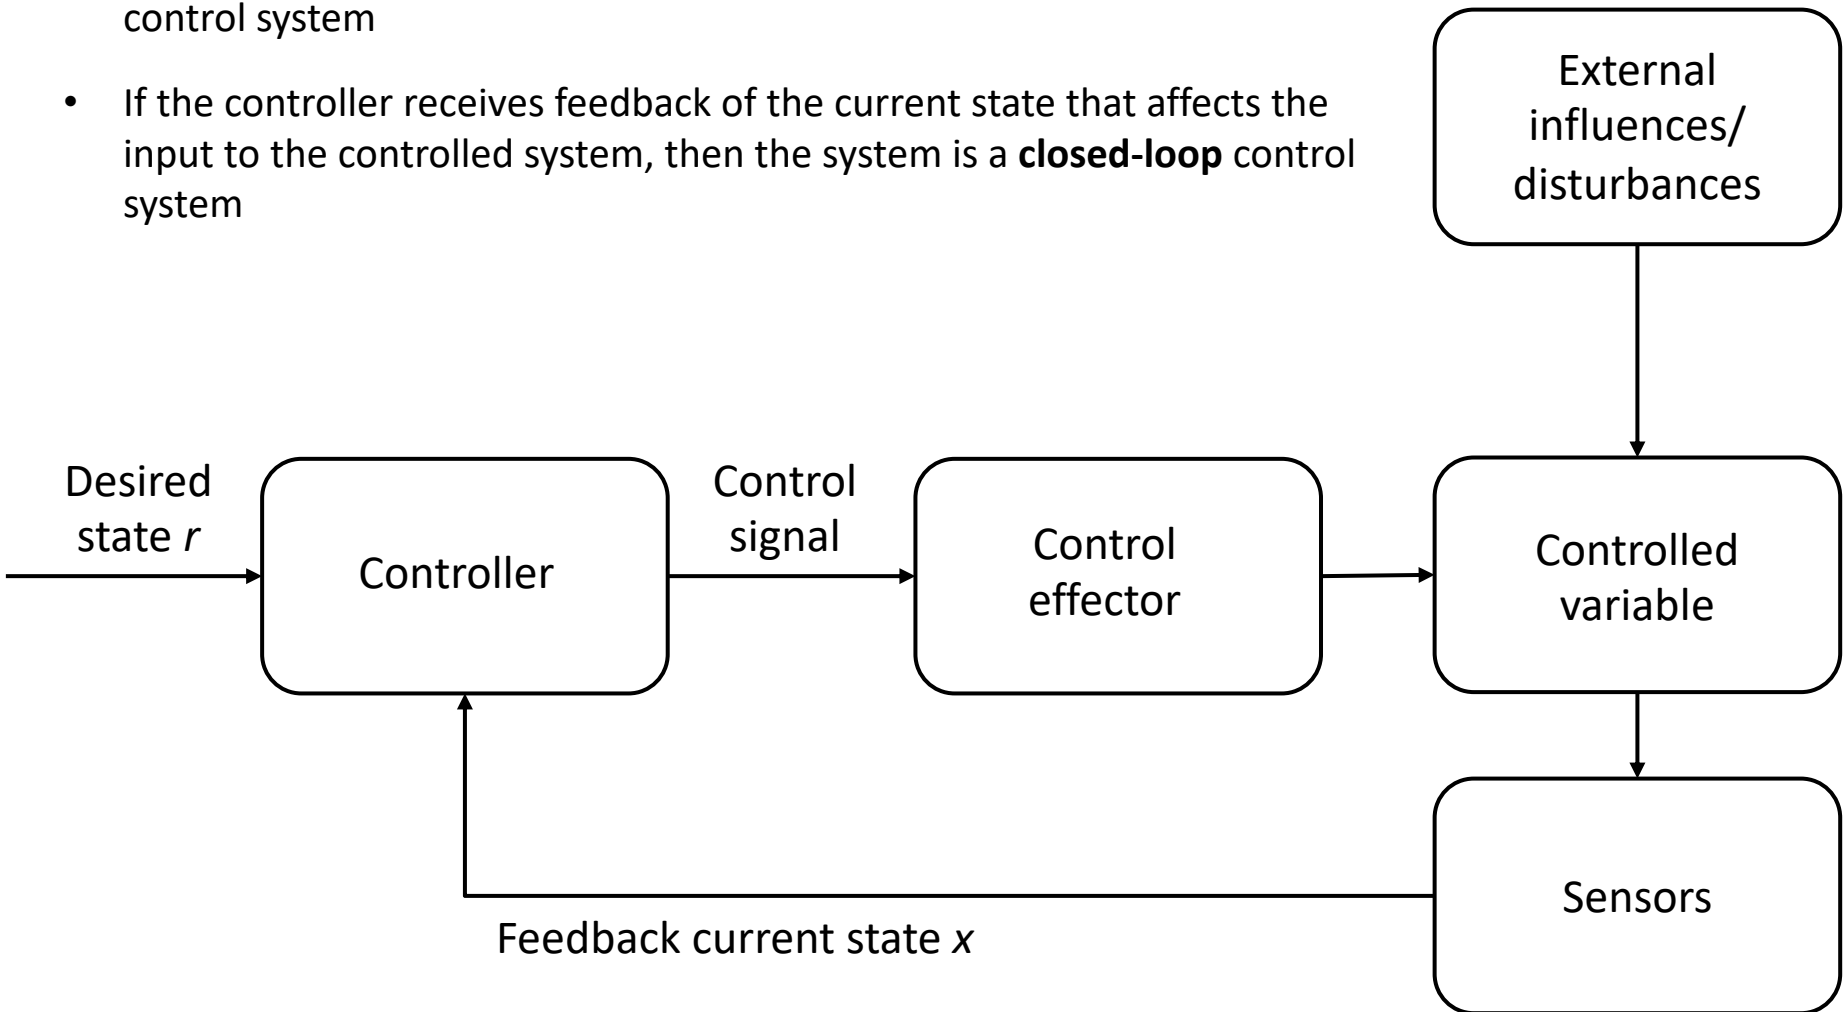 control system
• If the controller receives feedback of the current state that affects the
input to the controlled system, then the system is a closed-loop control
system
External
influences/
disturbances
Desired
state r
Controller
Control
signal
Control
effector
Controlled
variable
Sensors
Feedback current state x